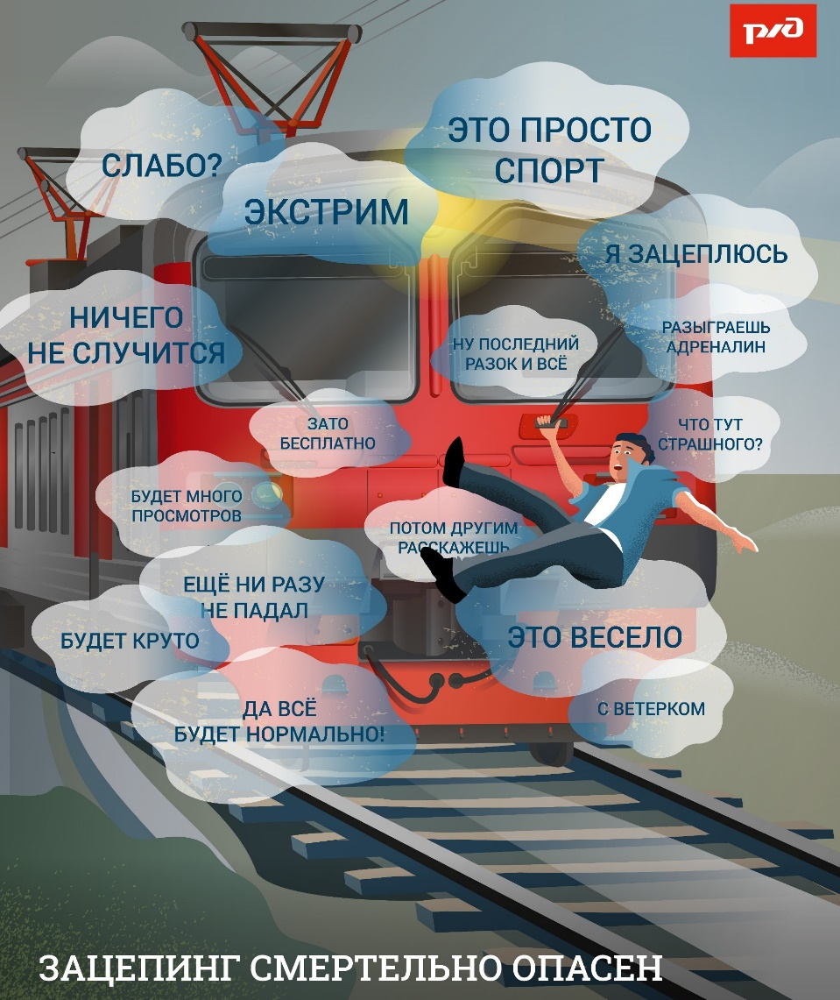 РЖД
СЛАБО?
ЭТО ПРОСТО
СПОРТ
ЭКСТРИМ
Я ЗАЦЕПЛЮСЬ
НИЧЕГО
НЕ СЛУЧИТСЯ
НУ ПОСЛЕДНИЙ
РАЗОК И ВСЁ
РАЗЫГРАЕШЬ
АДРЕНАЛИН
ЗАТО
БЕСПЛАТНО
ЧТО ТУТ
СТРАШНОГО?
БУДЕТ МНОГО
ПРОСМОТРОВ
ПОТОМ ДРУГИМ
РАССКАЖЕШЬ
ЕЩЁ НИ РАЗУ
НЕ ПАДАЛ
БУДЕТ КРУТО
ЭТО ВЕСЕЛО
ДА ВСЁ
БУДЕТ НОРМАЛЬНО!
С ВЕТЕРКОМ
ЗАЦЕПИНГ СМЕРТЕЛЬНО ОПАСЕН